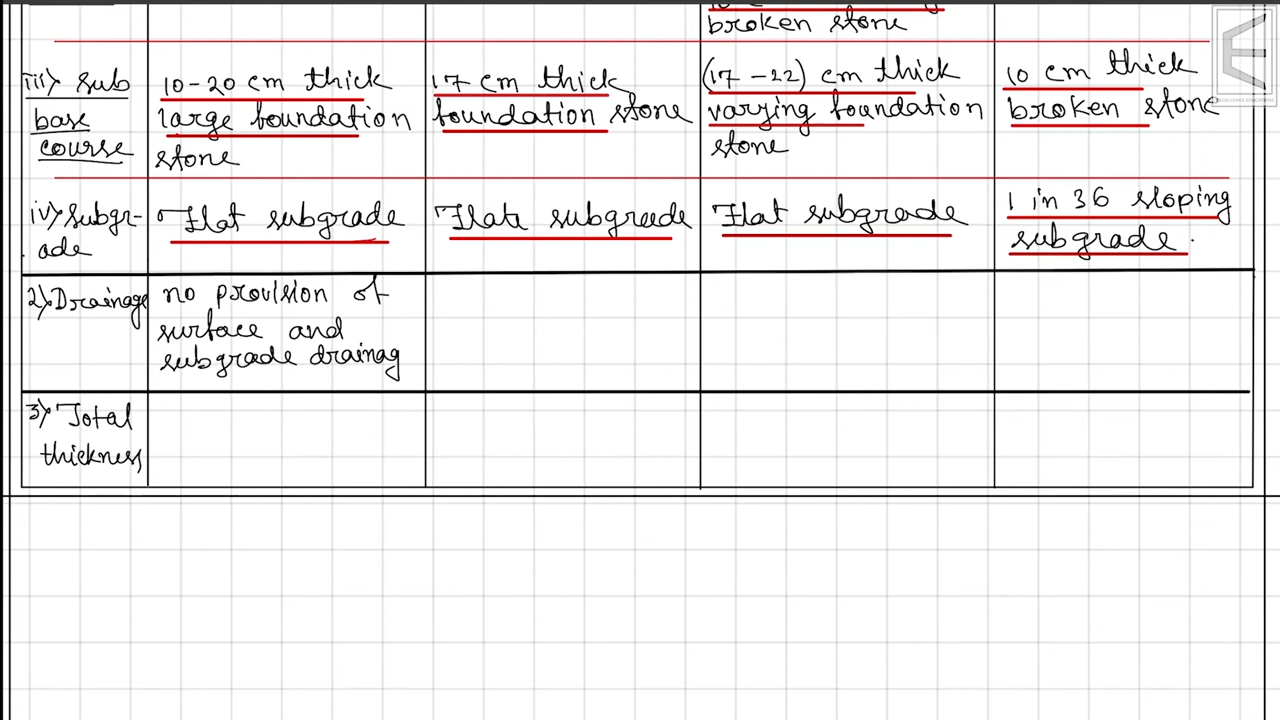 broken stone
iii) Sub
base
course
10-20 cm thick
large foundation
stone
17 cm thick
foundation stone
(17-22) cm thick
varying foundation
stone
10 cm thick
broken stone
iv) Subgr-
ade
Flat subgrade
Flate subgrade
Flat subgrade
1 in 36 sloping
subgrade.
2) Drainage
no provision of
surface and
subgrade drainag
3) Total
thickness